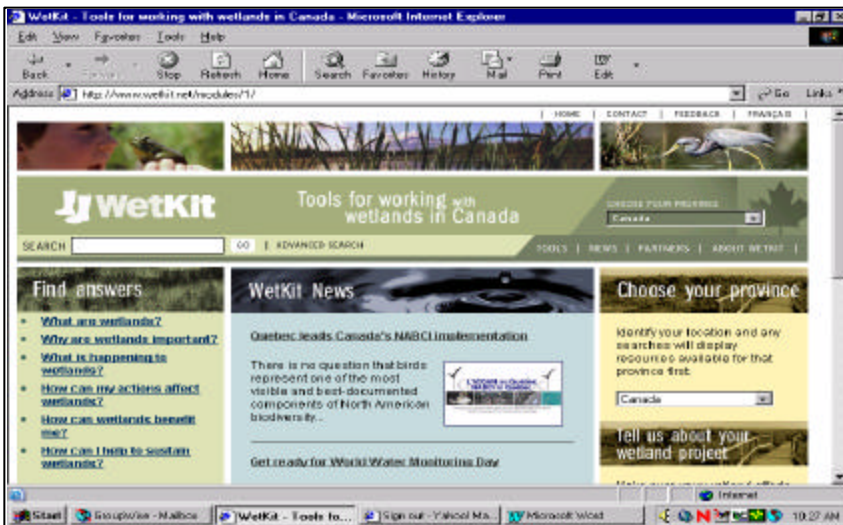 WetKit - Tools for working with wetlands in Canada - Microsoft Internet Explorer
Edit View Favorites Tools Help
Back Stop Refresh Home Search Favorites History Mail Print Edit
Address http://www.wetkit.net/modules/1/ Go Links
HOME | CONTACT | FEEDBACK | FRANÇAIS |
WetKit
Tools for working with
wetlands in Canada
CHOOSE YOUR PROVINCE
Canada
SEARCH GO | ADVANCED SEARCH
TOOLS | NEWS | PARTNERS | ABOUT WETKIT |
Find answers
What are wetlands?
Why are wetlands important?
What is happening to
wetlands?
How can my actions affect
wetlands?
How can wetlands benefit
me?
How can I help to sustain
wetlands?
WetKit News
Quebec leads Canada's NABCI implementation
There is no question that birds
represent one of the most
visible and best-documented
components of North American
biodiversity...
Get ready for World Water Monitoring Day
Choose your province
Identify your location and any
searches will display
resources available for that
province first.
Canada
Tell us about your
wetland project
Internet
Start GroupWise - Mailbox WetKit - Tools fo... Sign out - Yahoo! Ma... Microsoft Word 10:27 AM